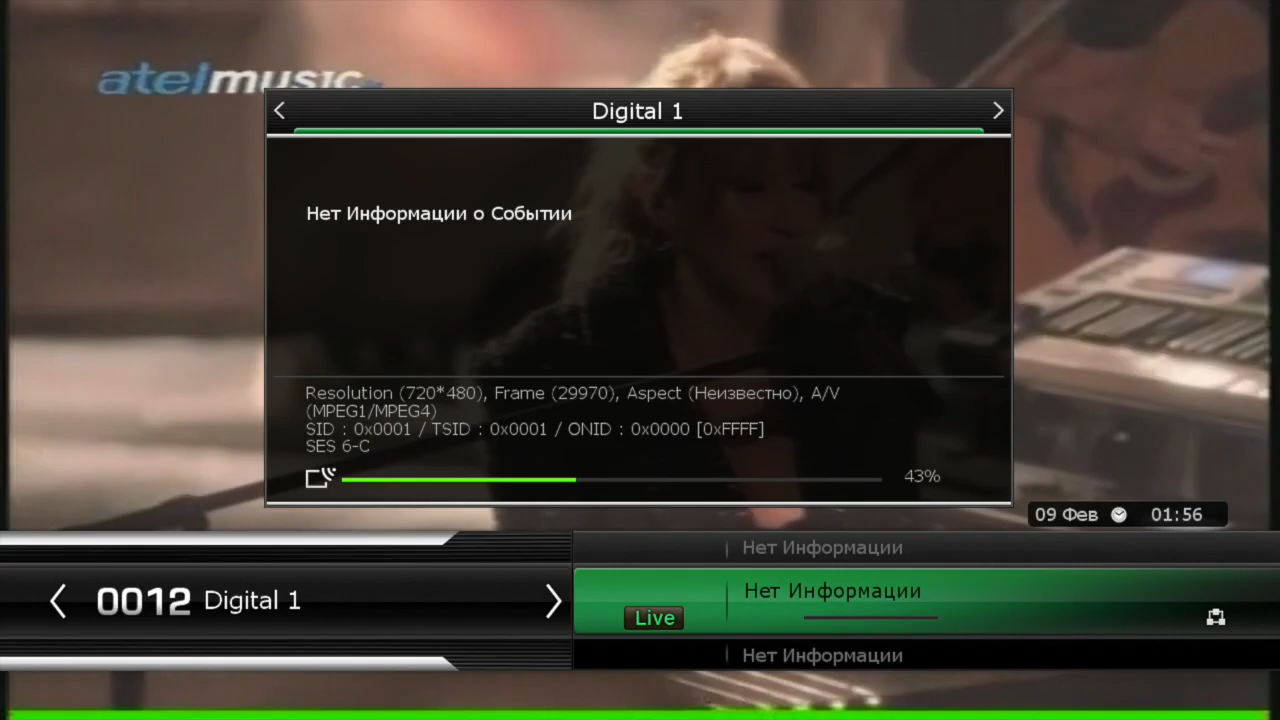 atelmusic
Digital 1
Нет Информации о Событии
Resolution (720*480), Frame (29970), Aspect (Неизвестно), A/V
(MPEG1/MPEG4)
SID : 0x0001 / TSID : 0x0001 / ONID : 0x0000 [0xFFFF]
SES 6-C
43%
09 Фев 01:56
Нет Информации
0012 Digital 1
Нет Информации
Live
Нет Информации